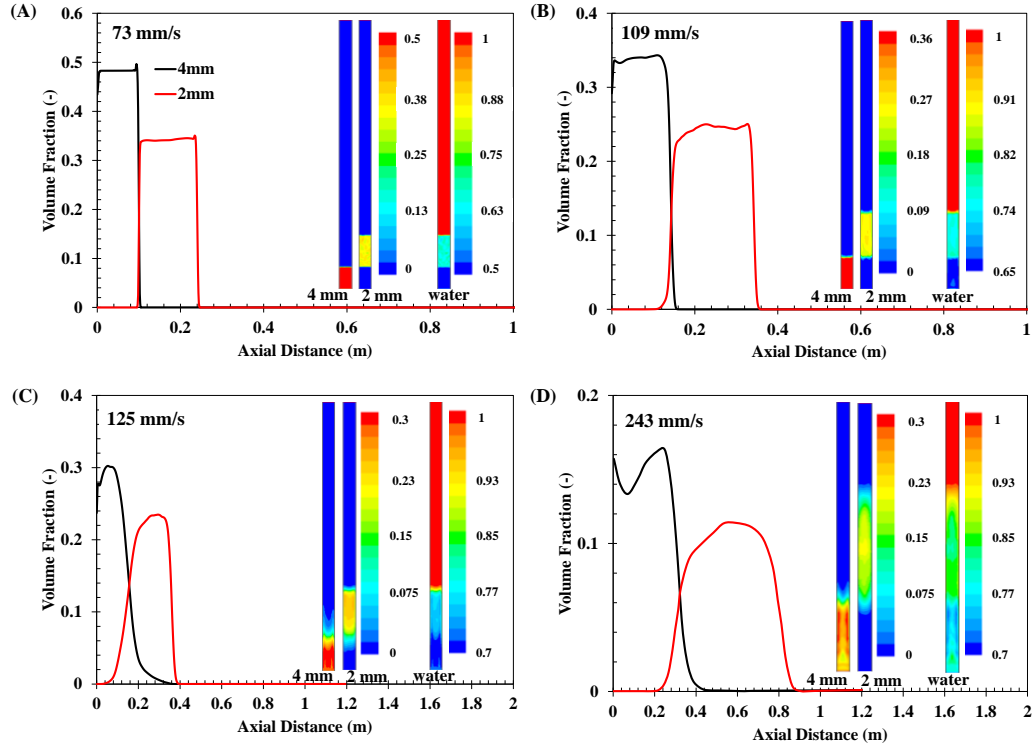 (A)
73 mm/s
4mm
2mm
Volume Fraction (-)
0.6
0.5
0.4
0.3
0.2
0.1
0
0 0.2 0.4 0.6 0.8 1
Axial Distance (m)
0.5
0.38
0.25
0.13
0
1
0.88
0.75
0.63
0.5
4 mm 2 mm water
(B)
109 mm/s
Volume Fraction (-)
0.4
0.3
0.2
0.1
0
0 0.2 0.4 0.6 0.8 1
Axial Distance (m)
0.36
0.27
0.18
0.09
0
1
0.91
0.82
0.74
0.65
4 mm 2 mm water
(C)
125 mm/s
Volume Fraction (-)
0.4
0.3
0.2
0.1
0
0 0.2 0.4 0.6 0.8 1 1.2 1.4 1.6 1.8 2
Axial Distance (m)
0.3
0.23
0.15
0.075
0
1
0.93
0.85
0.77
0.7
4 mm 2 mm water
(D)
243 mm/s
Volume Fraction (-)
0.2
0.1
0
0 0.2 0.4 0.6 0.8 1 1.2 1.4 1.6 1.8 2
Axial Distance (m)
0.3
0.23
0.15
0.075
0
1
0.93
0.85
0.77
0.7
4 mm 2 mm water